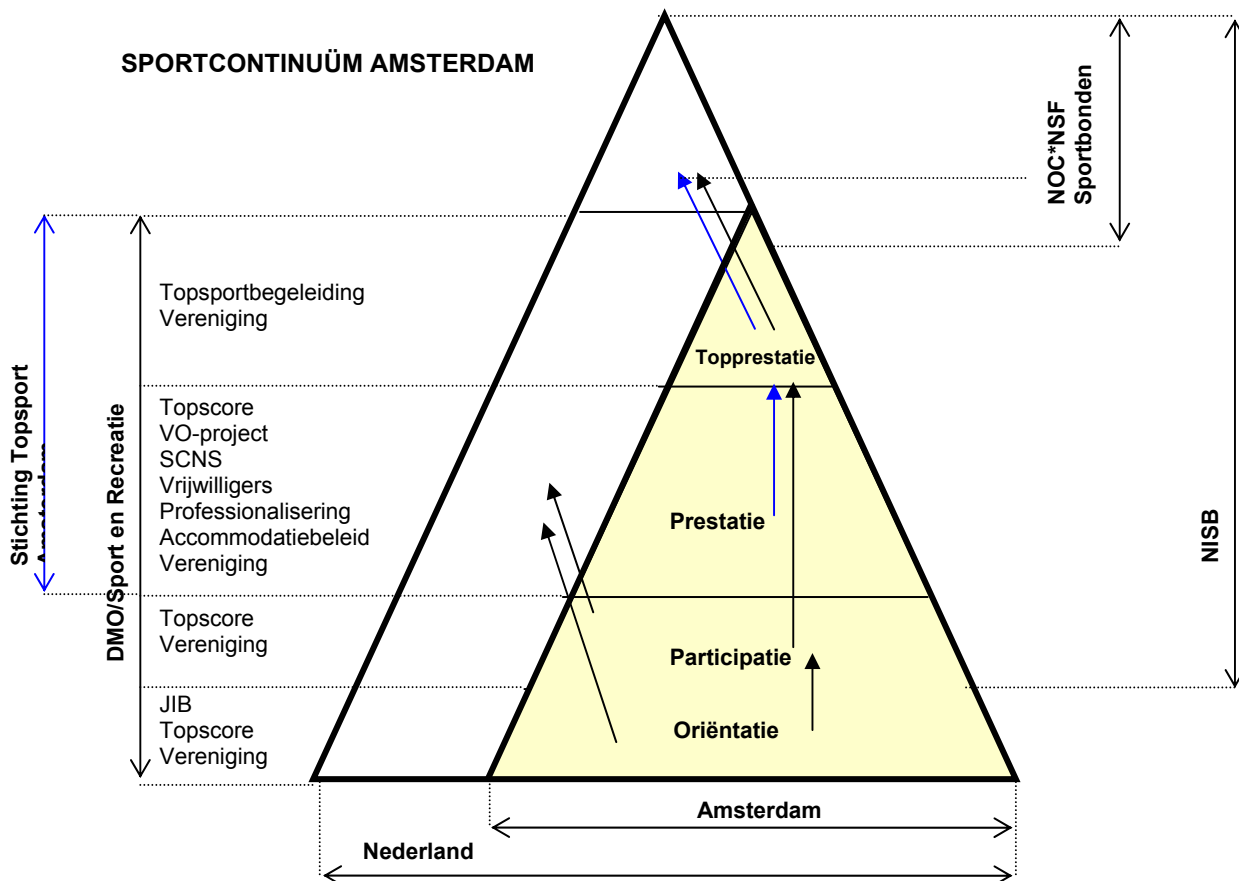 SPORTCONTINUÜM AMSTERDAM
NOC*NSF
Sportbonden
Topsportbegeleiding
Vereniging
Topprestatie
Stichting Topsport
DMO/Sport en Recreatie
Topscore
VO-project
SCNS
Vrijwilligers
Professionalisering
Accommodatiebeleid
Vereniging
Prestatie
NISB
Topscore
Vereniging
Participatie
JIB
Topscore
Vereniging
Oriëntatie
Amsterdam
Nederland